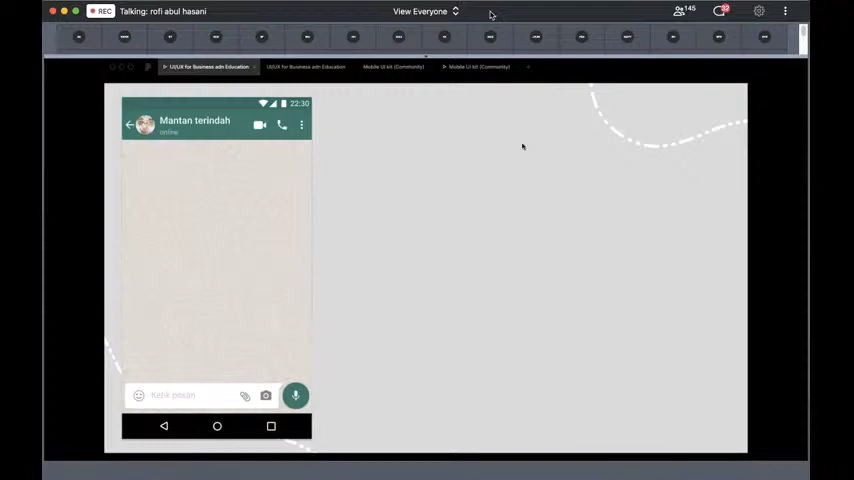 REC Talking: rofi abul hasani
View Everyone
145
32
UI/UX for Business adn Education
UI/UX for Business adn Education
Mobile UI kit (Community)
Mobile UI kit (Community)
22:30
Mantan terindah
online
Ketik pesan